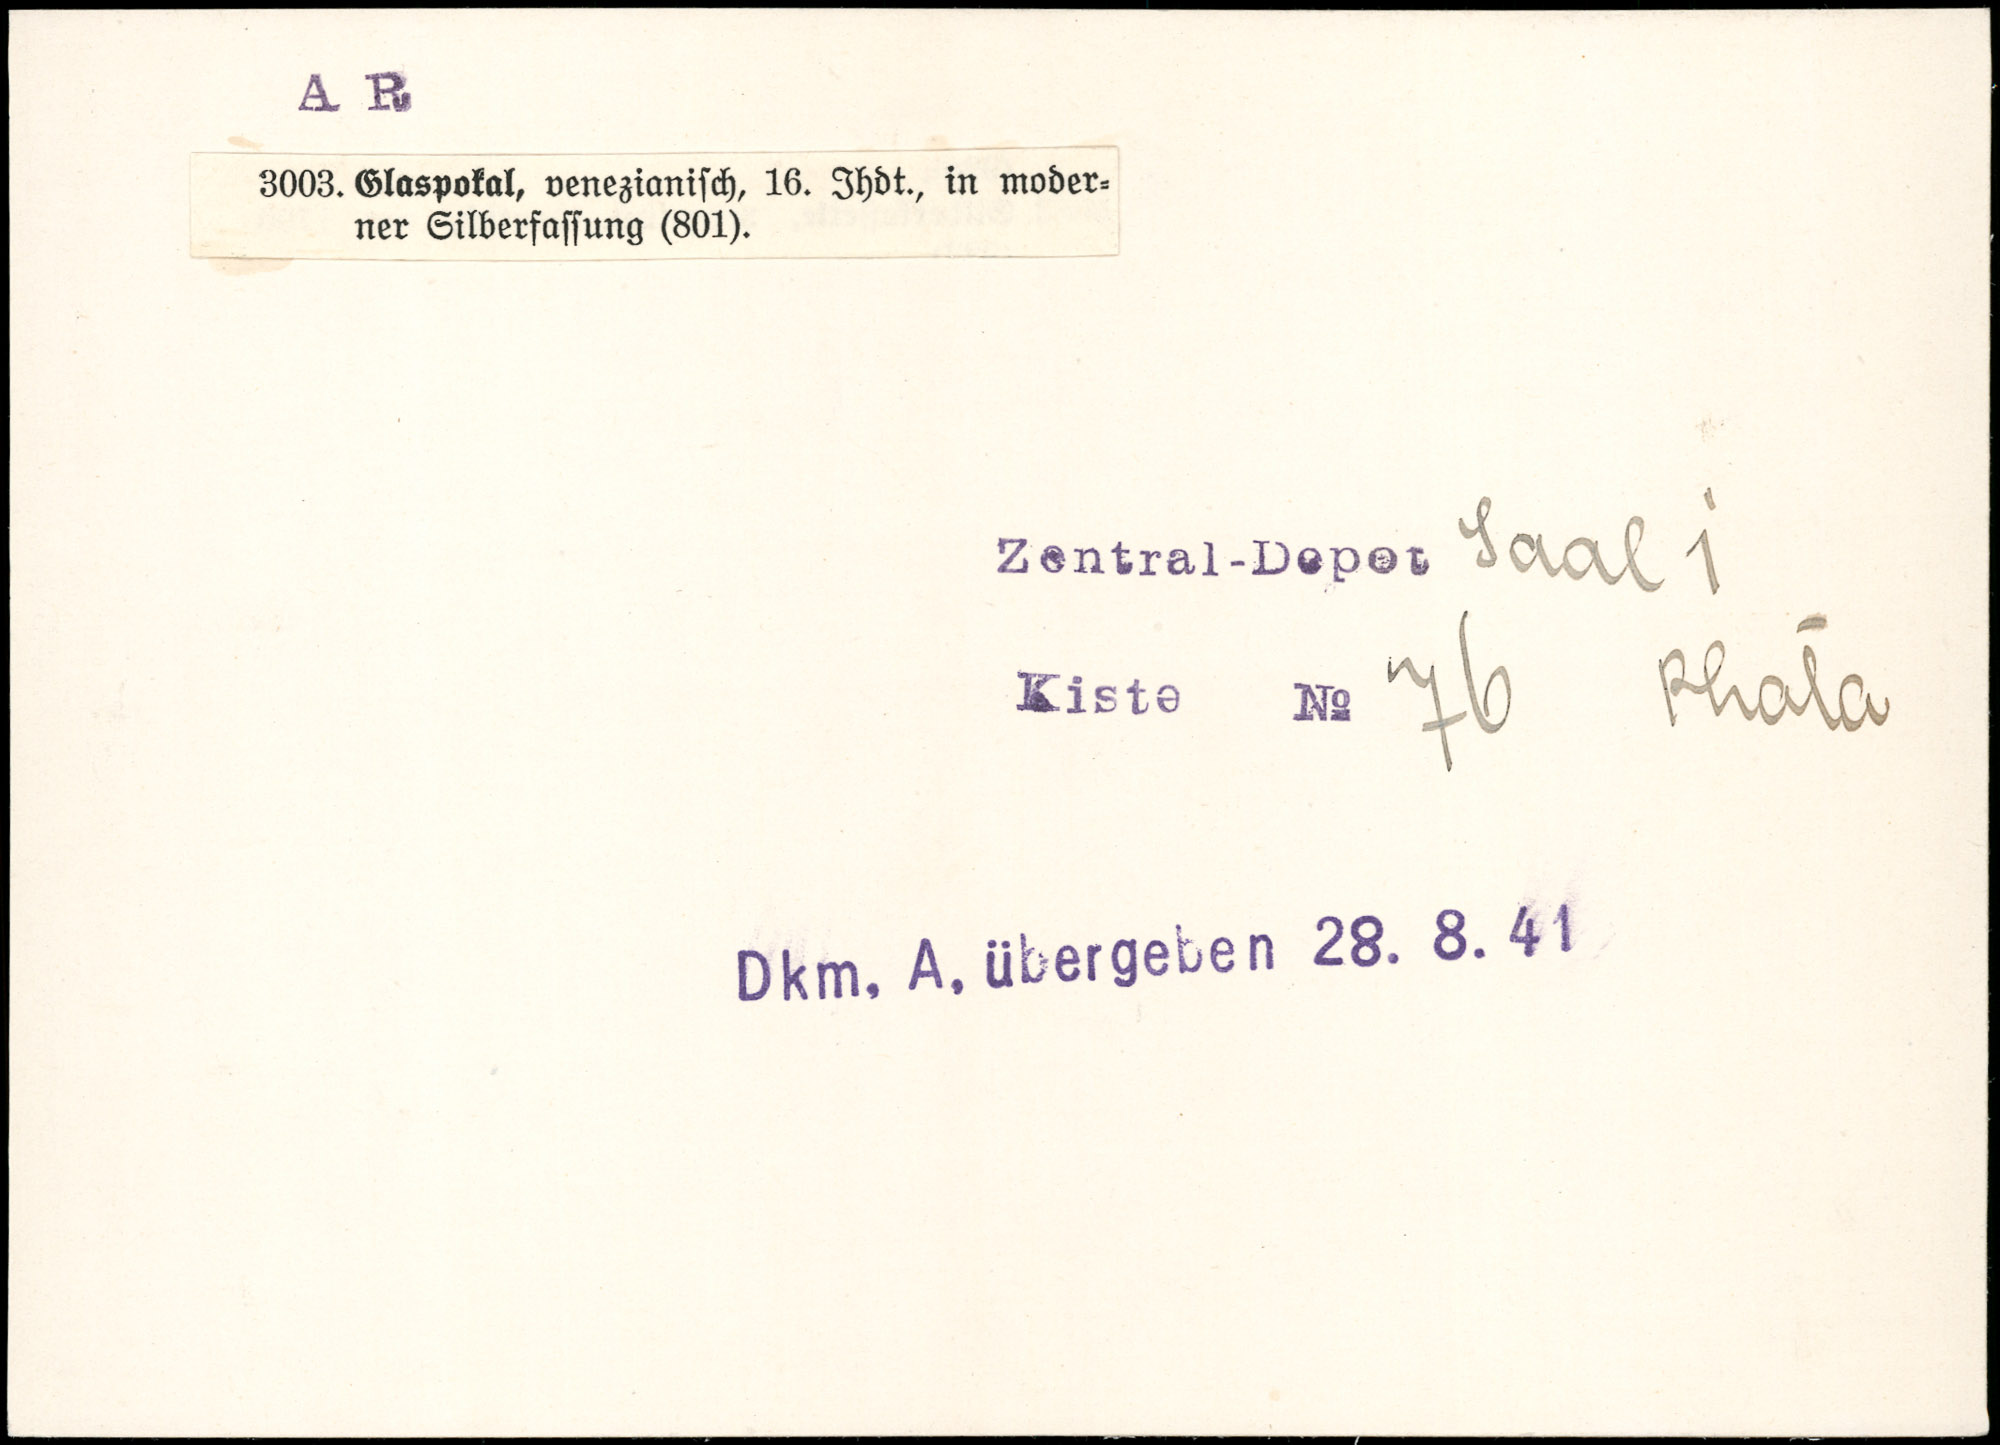 A R
3003. Glaspokal, venezianisch, 16. Jhdt., in moder-
ner Silberfassung (801).
Zentral-Depot Saal I
Kiste № 76
Dkm. A. übergeben 28. 8. 41